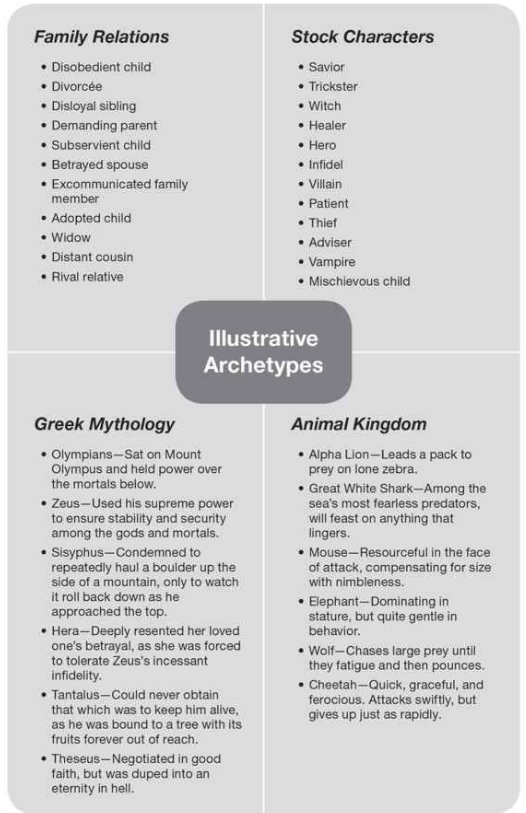 Family Relations
• Disobedient child
• Divorcée
• Disloyal sibling
• Demanding parent
• Subservient child
• Betrayed spouse
• Excommunicated family
member
• Adopted child
• Widow
• Distant cousin
• Rival relative
Stock Characters
• Savior
• Trickster
• Witch
• Healer
• Hero
• Infidel
• Villain
• Patient
• Thief
• Adviser
• Vampire
• Mischievous child
Illustrative
Archetypes
Greek Mythology
• Olympians—Sat on Mount
Olympus and held power over
the mortals below.
• Zeus—Used his supreme power
to ensure stability and security
among the gods and mortals.
• Sisyphus—Condemned to
repeatedly haul a boulder up the
side of a mountain, only to watch
it roll back down as he
approached the top.
• Hera—Deeply resented her loved
one's betrayal, as she was forced
to tolerate Zeus's incessant
infidelity.
• Tantalus—Could never obtain
that which was to keep him alive,
as he was bound to a tree with its
fruits forever out of reach.
• Theseus—Negotiated in good
faith, but was duped into an
eternity in hell.
Animal Kingdom
• Alpha Lion—Leads a pack to
prey on lone zebra.
• Great White Shark—Among the
sea's most fearless predators,
will feast on anything that
lingers.
• Mouse—Resourceful in the face
of attack, compensating for size
with nimbleness.
• Elephant—Dominating in
stature, but quite gentle in
behavior.
• Wolf—Chases large prey until
they fatigue and then pounces.
• Cheetah—Quick, graceful, and
ferocious. Attacks swiftly, but
gives up just as rapidly.